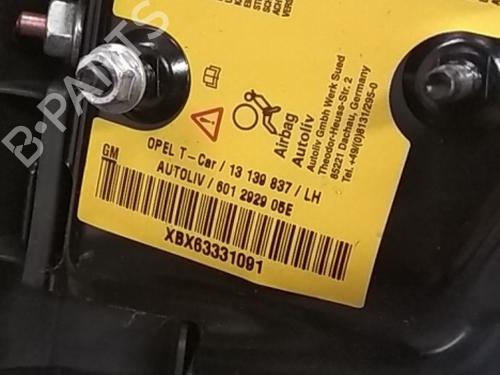 Airbag
Autoliv
Autoliv GmbH Werk Sued
Theodor-Heuss-Str. 2
85221 Dachau, Germany
Tel.+49/(0)8131/295-0
GM
OPEL T-Car/13 139 837/LH
AUTOLIV/601 2929 05E
XBX63331091
B-PARTS